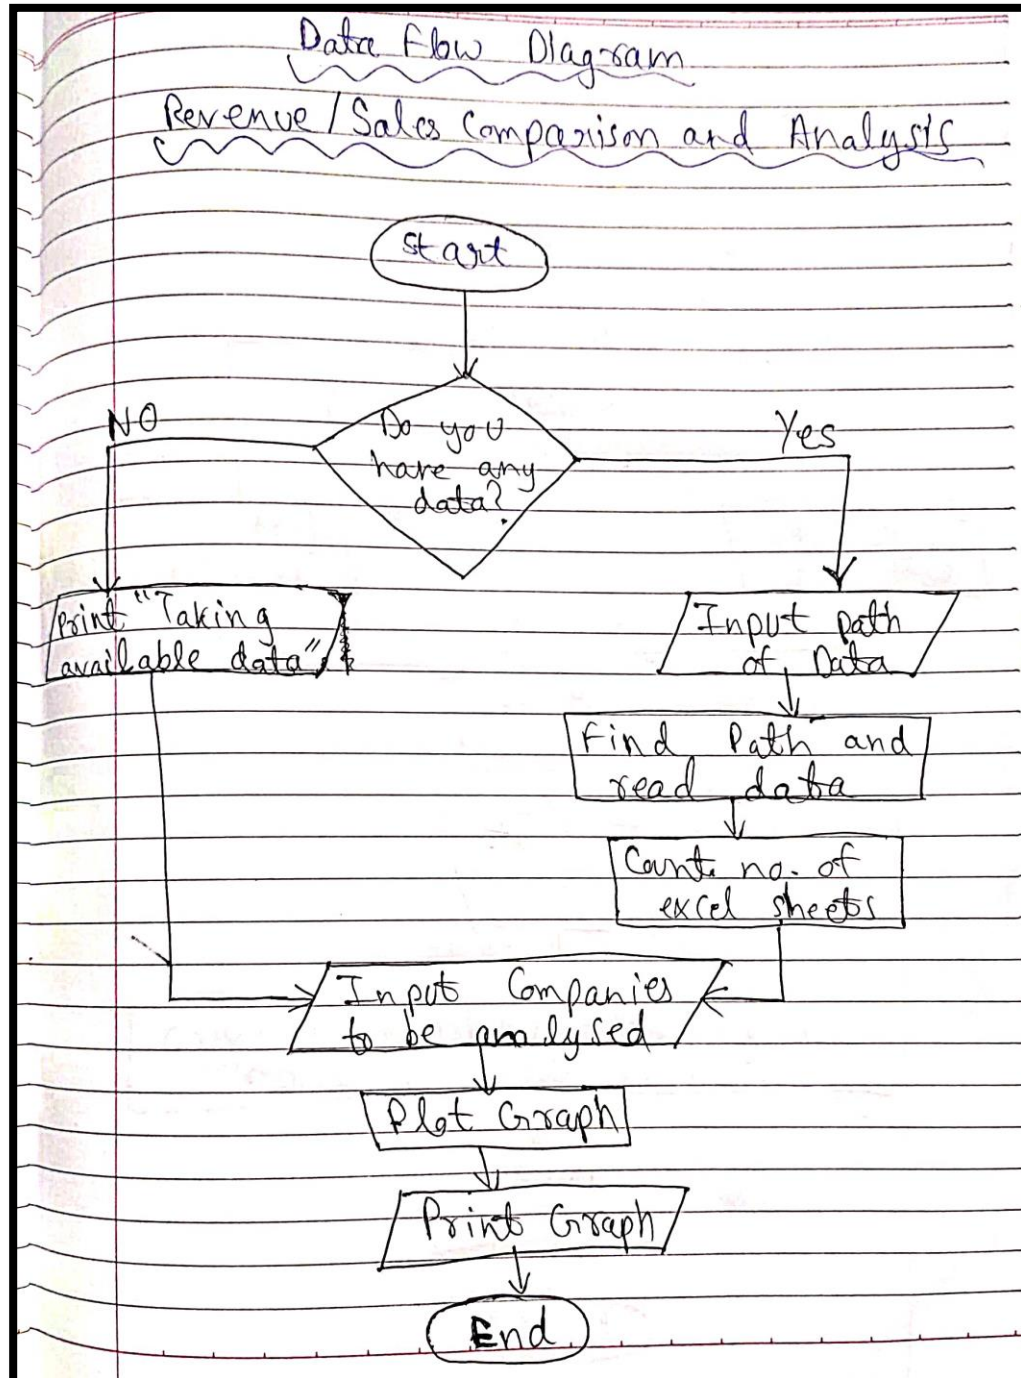 Data Flow Diagram
Revenue/Sales Comparison and Analysis
Start
Do you
have any
data?
NO
Yes
Print "Taking
available data"
Input path
of Data
Find Path and
read data
Count no. of
excel sheets
Input Companies
to be analysed
Plot Graph
Print Graph
End